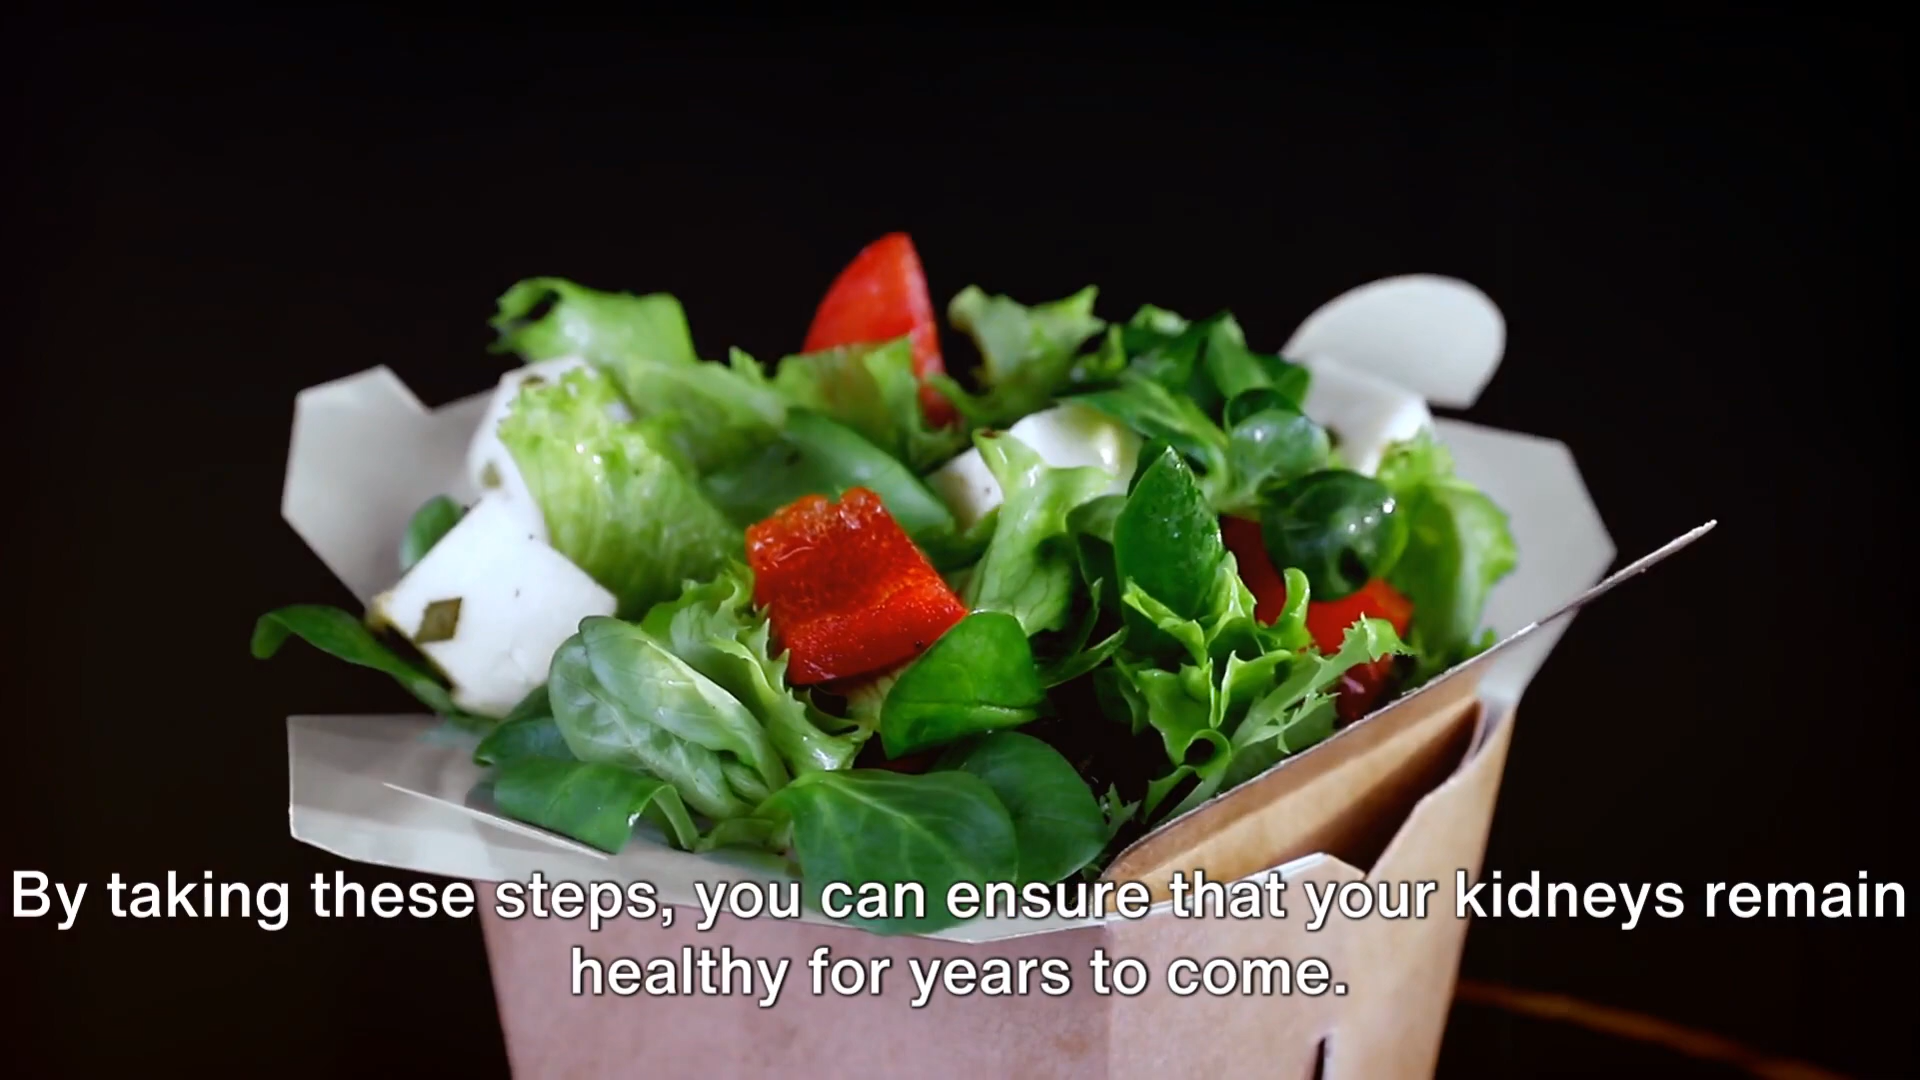 By taking these steps, you can ensure that your kidneys remain
healthy for years to come.